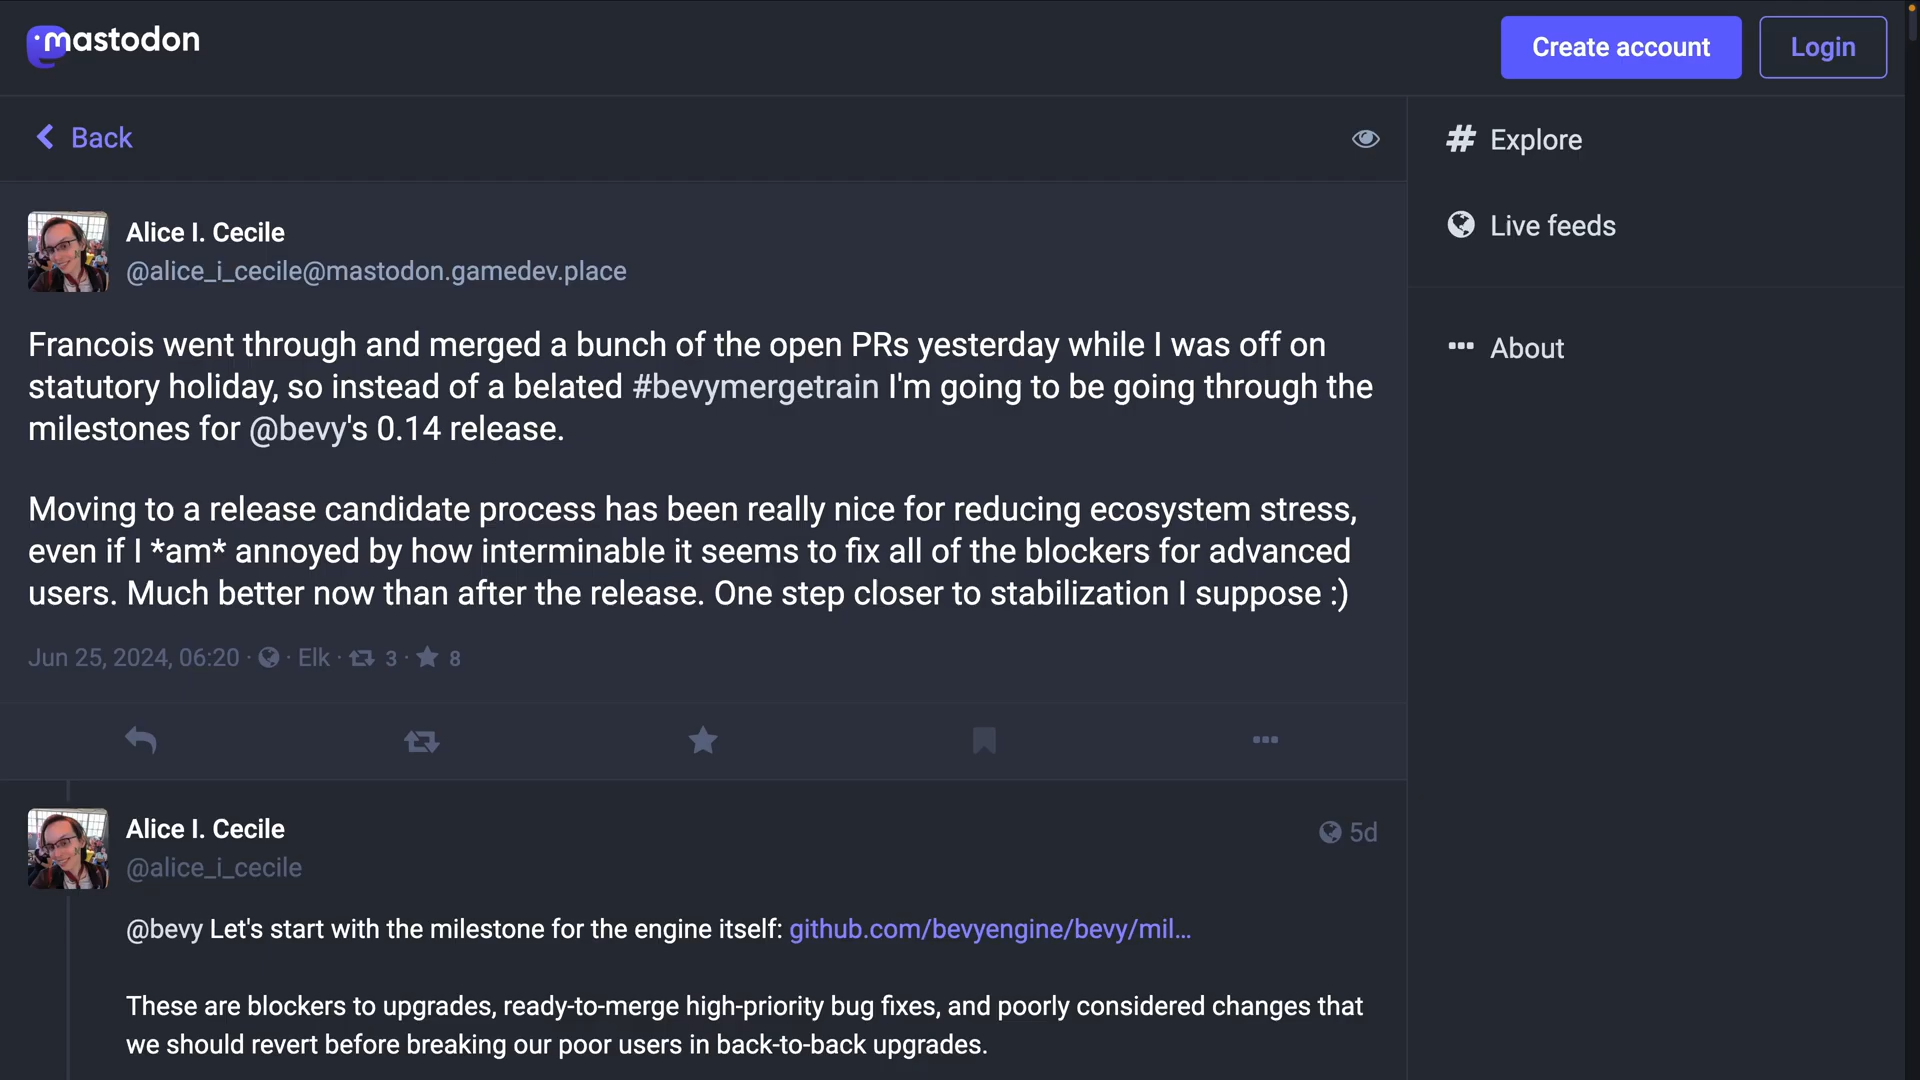 mastodon
Create account
Login
Back
# Explore
Live feeds
About
Alice I. Cecile
@alice_i_cecile@mastodon.gamedev.place
Francois went through and merged a bunch of the open PRs yesterday while I was off on
statutory holiday, so instead of a belated #bevymergetrain I'm going to be going through the
milestones for @bevy's 0.14 release.
Moving to a release candidate process has been really nice for reducing ecosystem stress,
even if I *am* annoyed by how interminable it seems to fix all of the blockers for advanced
users. Much better now than after the release. One step closer to stabilization I suppose :)
Jun 25, 2024, 06:20 · · Elk · 3 · 8
Alice I. Cecile
5d
@alice_i_cecile
@bevy Let's start with the milestone for the engine itself: github.com/bevyengine/bevy/mil…
These are blockers to upgrades, ready-to-merge high-priority bug fixes, and poorly considered changes that
we should revert before breaking our poor users in back-to-back upgrades.